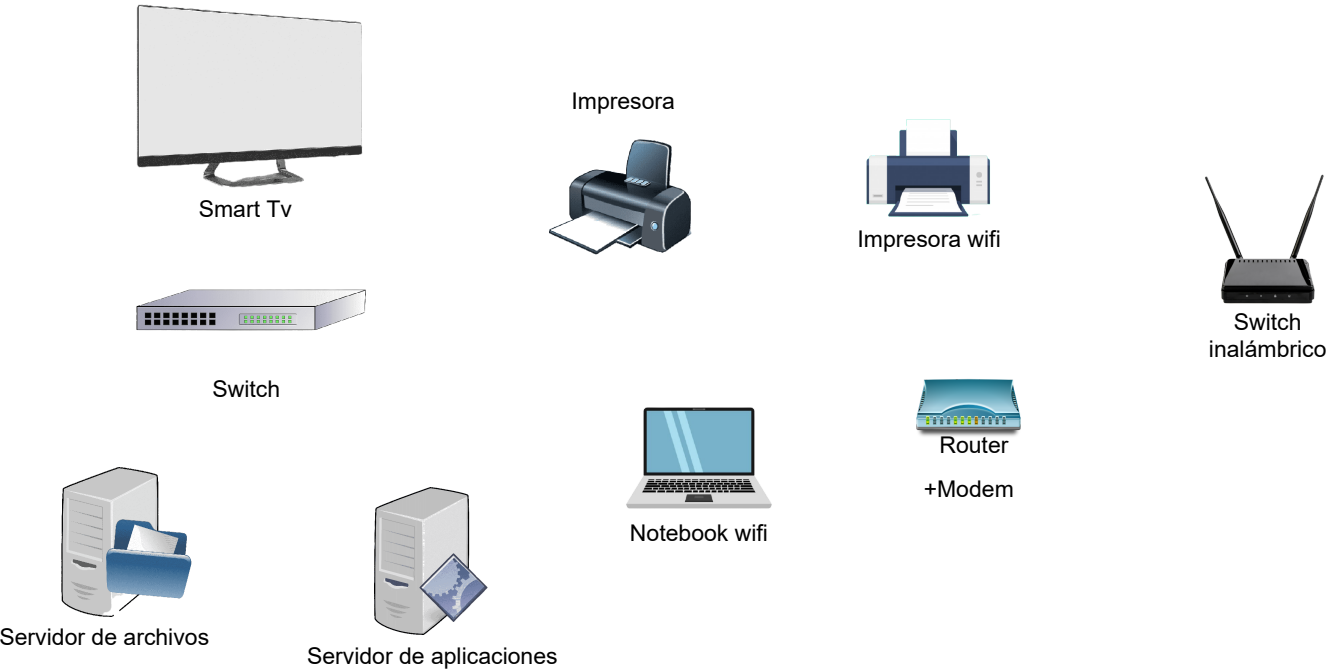 Impresora
Smart Tv
Impresora wifi
Switch
inalámbrico
Switch
Router
+Modem
Notebook wifi
Servidor de archivos
Servidor de aplicaciones